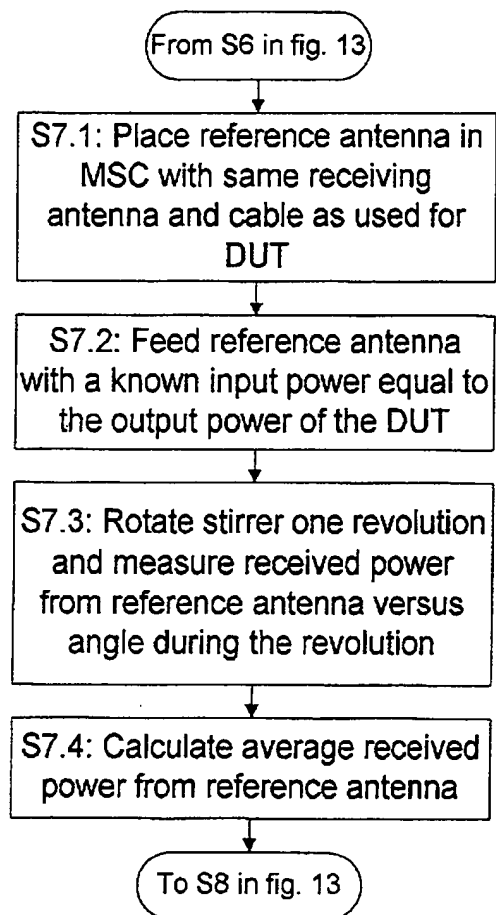 From S6 in fig. 13
S7.1: Place reference antenna in
MSC with same receiving
antenna and cable as used for
DUT
S7.2: Feed reference antenna
with a known input power equal to
the output power of the DUT
S7.3: Rotate stirrer one revolution
and measure received power
from reference antenna versus
angle during the revolution
S7.4: Calculate average received
power from reference antenna
To S8 in fig. 13